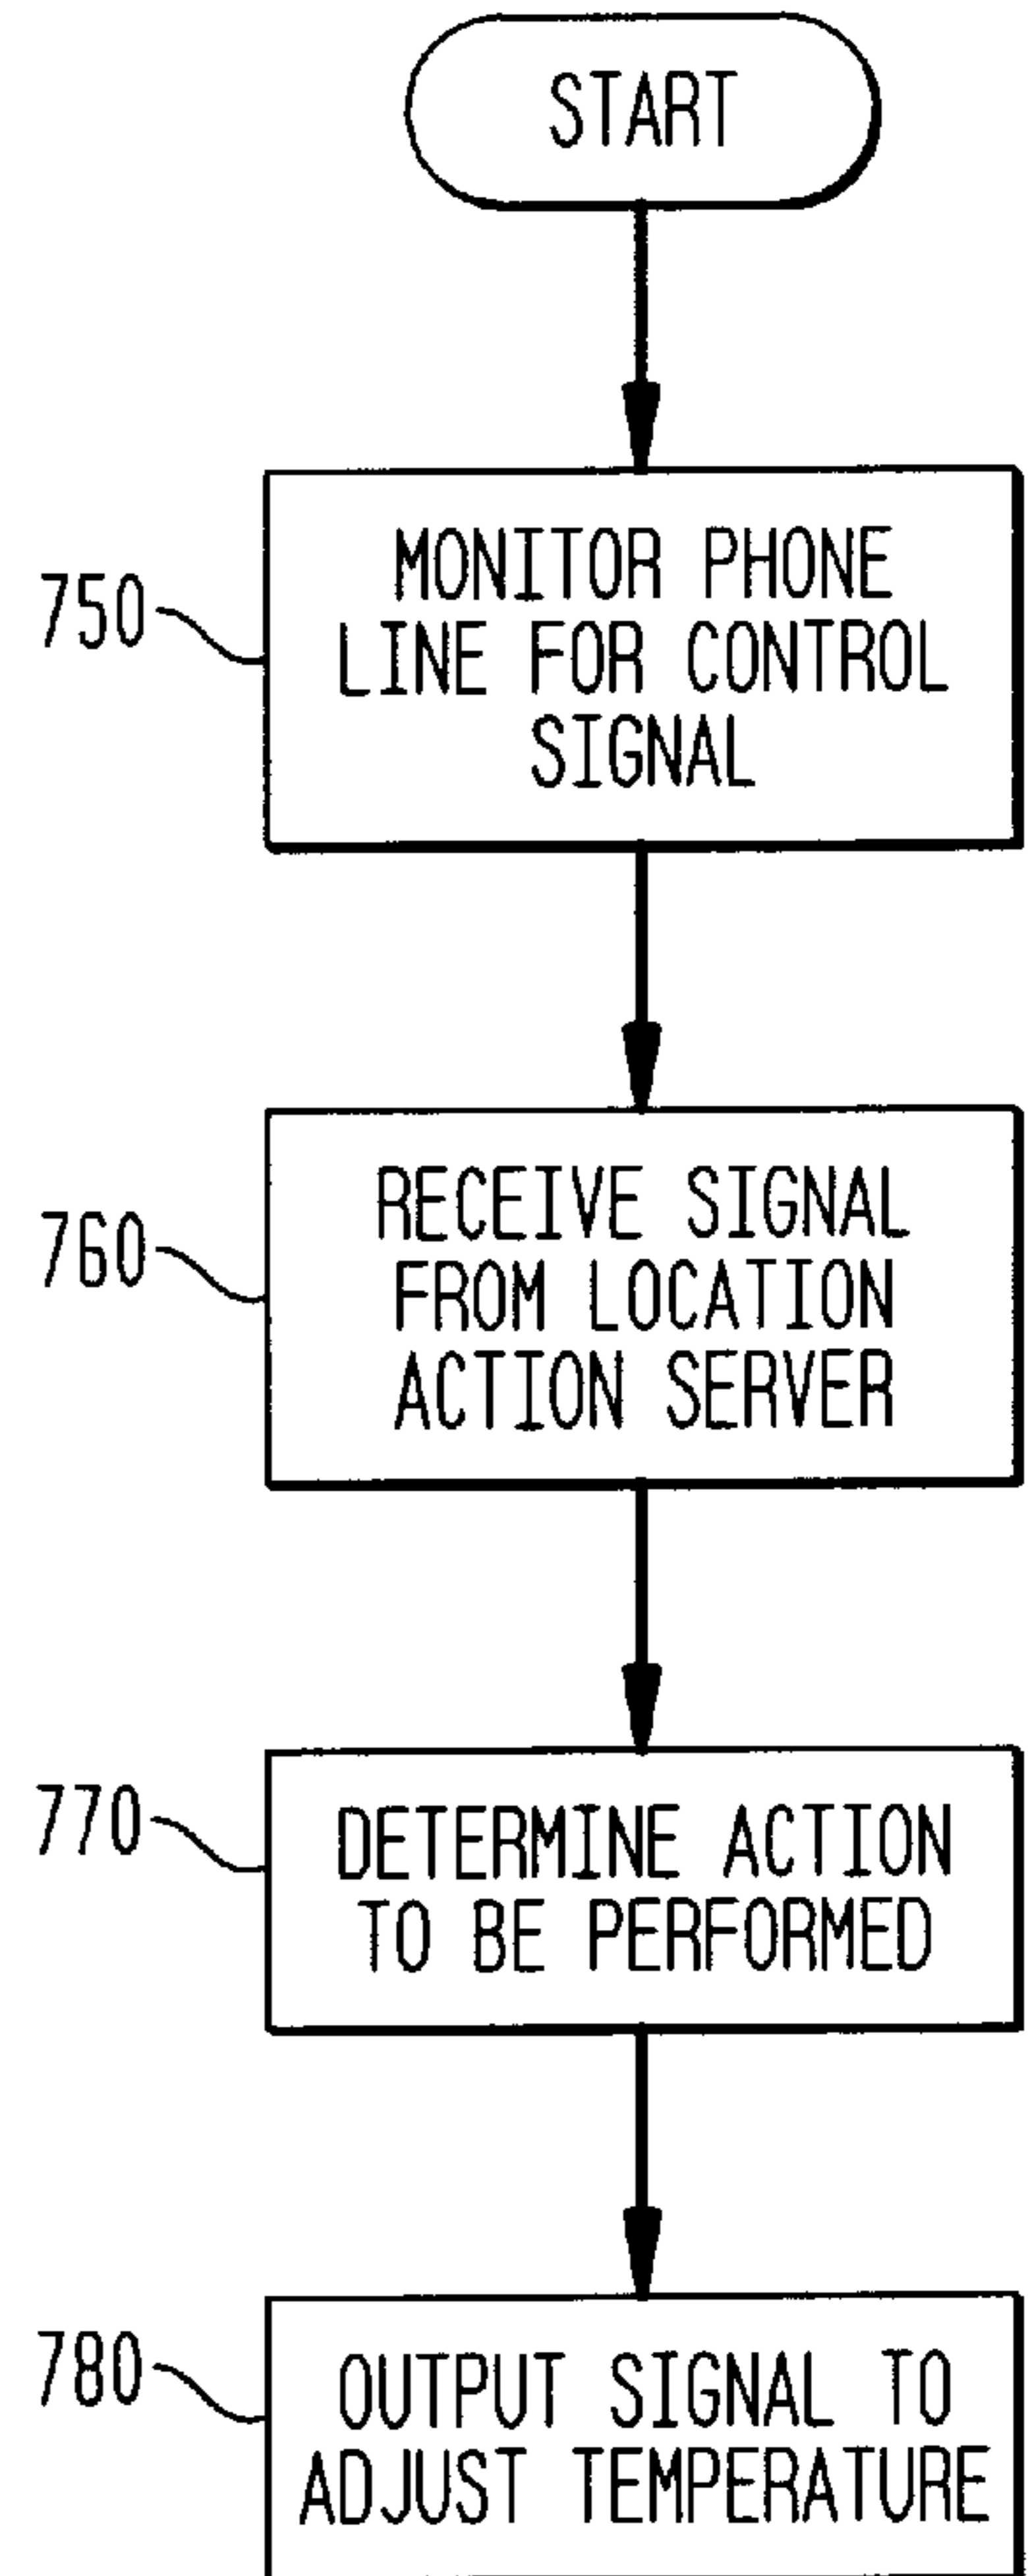 START
750
MONITOR PHONE
LINE FOR CONTROL
SIGNAL
760
RECEIVE SIGNAL
FROM LOCATION
ACTION SERVER
770
DETERMINE ACTION
TO BE PERFORMED
780
OUTPUT SIGNAL TO
ADJUST TEMPERATURE